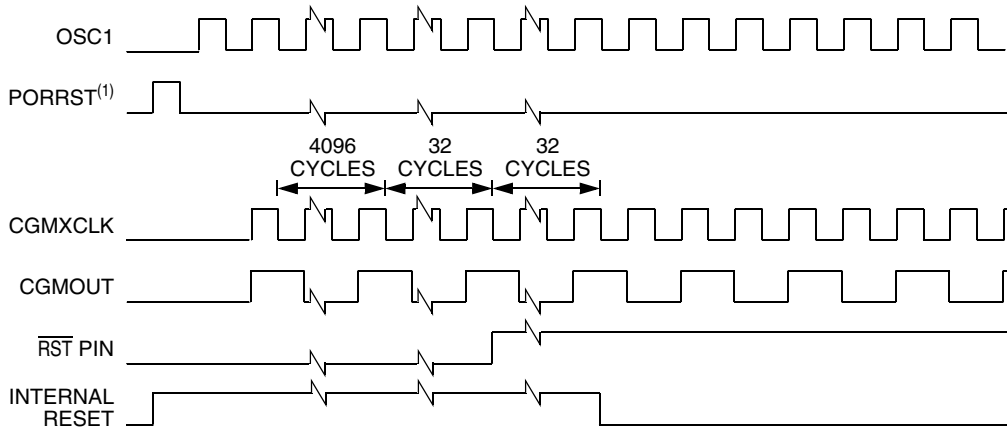 OSC1
PORRST(1)
4096 CYCLES
32 CYCLES
32 CYCLES
CGMXCLK
CGMOUT
RST PIN
INTERNAL RESET